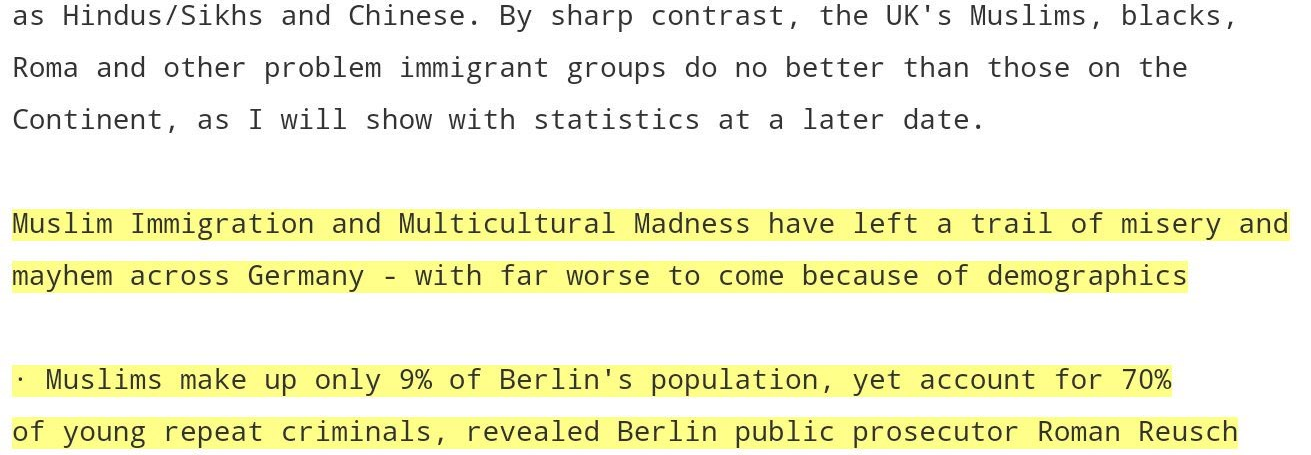 as Hindus/Sikhs and Chinese. By sharp contrast, the UK's Muslims, blacks,
Roma and other problem immigrant groups do no better than those on the
Continent, as I will show with statistics at a later date.
Muslim Immigration and Multicultural Madness have left a trail of misery and
mayhem across Germany - with far worse to come because of demographics
· Muslims make up only 9% of Berlin's population, yet account for 70%
of young repeat criminals, revealed Berlin public prosecutor Roman Reusch